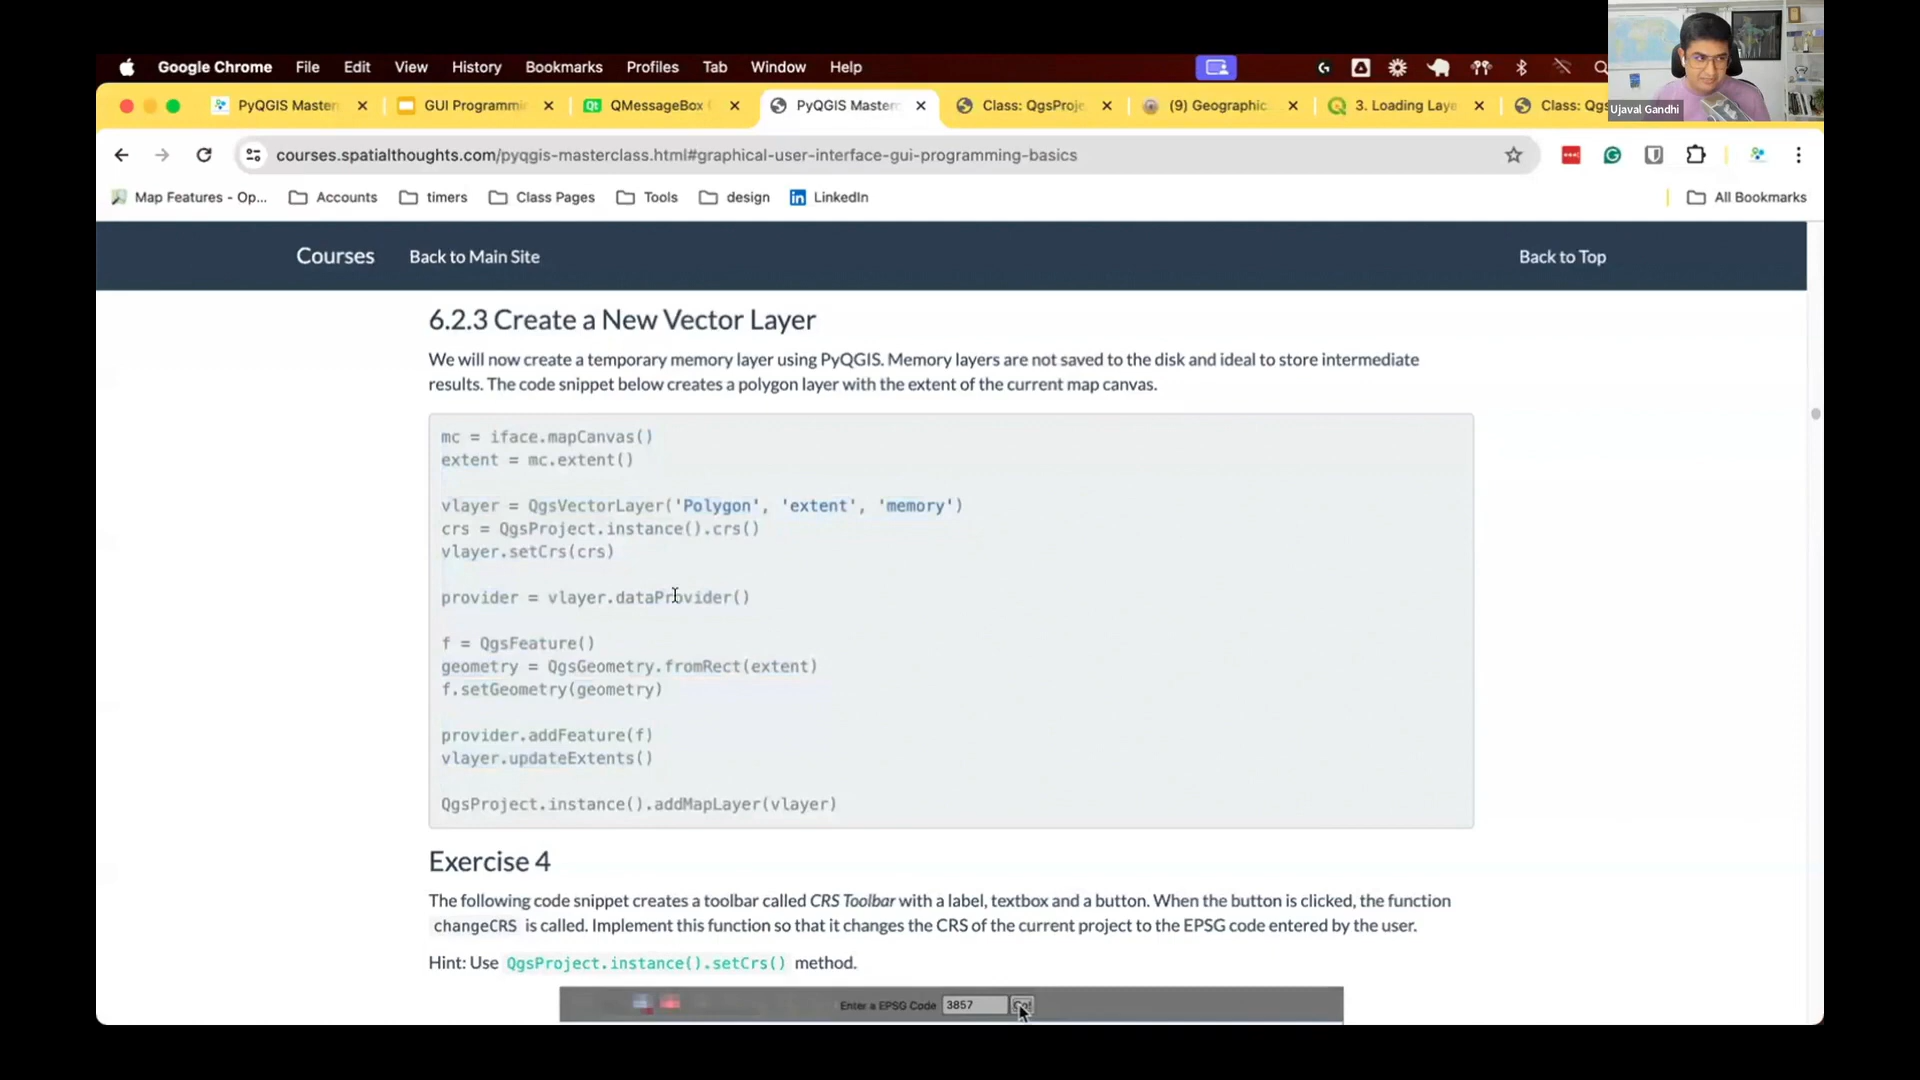 Google Chrome File Edit View History Bookmarks Profiles Tab Window Help
PyQGIS Master GUI Programmi QMessageBox PyQGIS Master Class: QgsProje (9) Geographic 3. Loading Laye Class: Qgs
Ujaval Gandhi
courses.spatialthoughts.com/pyqgis-masterclass.html#graphical-user-interface-gui-programming-basics
Map Features - Op... Accounts timers Class Pages Tools design LinkedIn All Bookmarks
Courses Back to Main Site Back to Top
6.2.3 Create a New Vector Layer
We will now create a temporary memory layer using PyQGIS. Memory layers are not saved to the disk and ideal to store intermediate
results. The code snippet below creates a polygon layer with the extent of the current map canvas.
mc = iface.mapCanvas()
extent = mc.extent()
vlayer = QgsVectorLayer('Polygon', 'extent', 'memory')
crs = QgsProject.instance().crs()
vlayer.setCrs(crs)
provider = vlayer.dataProvider()
f = QgsFeature()
geometry = QgsGeometry.fromRect(extent)
f.setGeometry(geometry)
provider.addFeature(f)
vlayer.updateExtents()
QgsProject.instance().addMapLayer(vlayer)
Exercise 4
The following code snippet creates a toolbar called CRS Toolbar with a label, textbox and a button. When the button is clicked, the function
changeCRS is called. Implement this function so that it changes the CRS of the current project to the EPSG code entered by the user.
Hint: Use QgsProject.instance().setCrs() method.
Enter a EPSG Code 3857